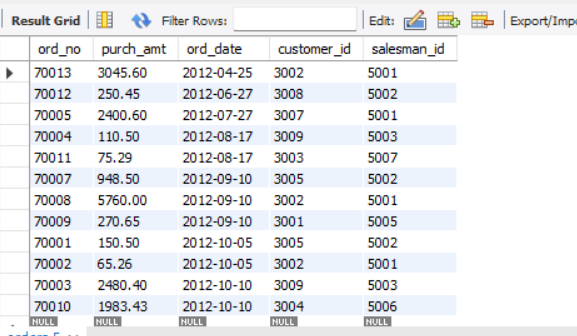 Result Grid Filter Rows: Edit: Export/Impo
ord_no purch_amt ord_date customer_id salesman_id
70013 3045.60 2012-04-25 3002 5001
70012 250.45 2012-06-27 3008 5002
70005 2400.60 2012-07-27 3007 5001
70004 110.50 2012-08-17 3009 5003
70011 75.29 2012-08-17 3003 5007
70007 948.50 2012-09-10 3005 5002
70008 5760.00 2012-09-10 3002 5001
70009 270.65 2012-09-10 3001 5005
70001 150.50 2012-10-05 3005 5002
70002 65.26 2012-10-05 3002 5001
70003 2480.40 2012-10-10 3009 5003
70010 1983.43 2012-10-10 3004 5006
NULL NULL NULL NULL NULL